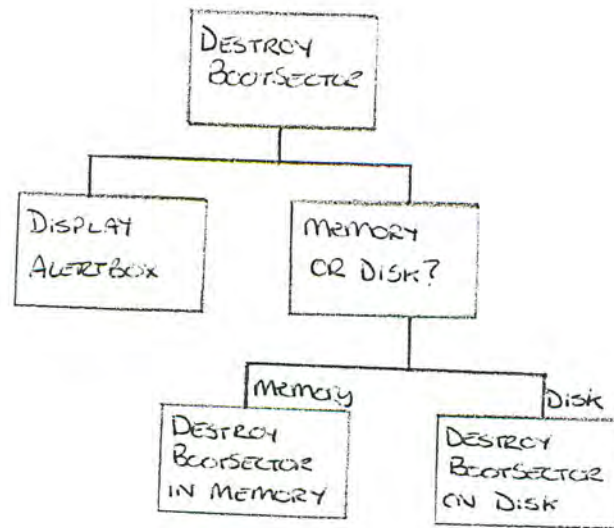 DESTROY
BOOTSECTOR
DISPLAY
ALERTBOX
MEMORY
OR DISK?
Memory
Disk
DESTROY
BOOTSECTOR
IN MEMORY
DESTROY
BOOTSECTOR
ON DISK